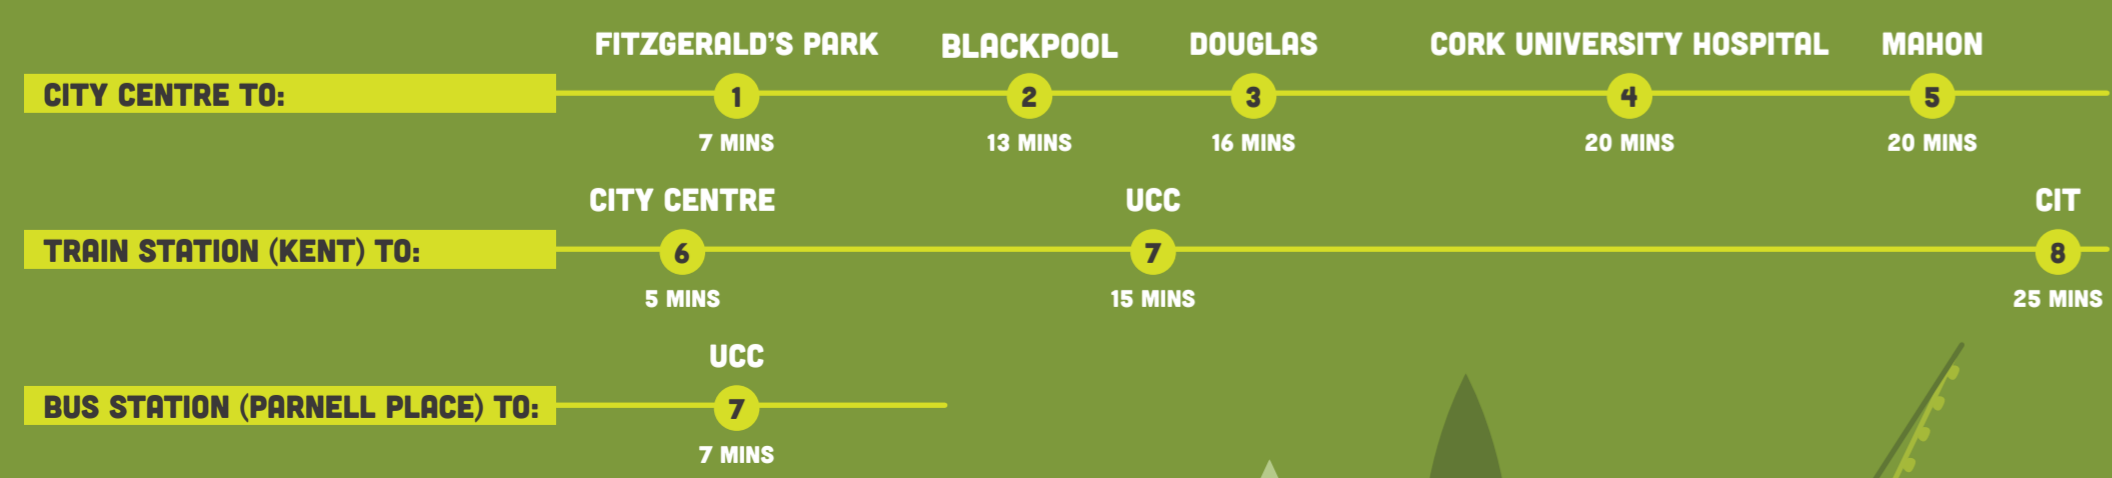 FITZGERALD'S PARK BLACKPOOL DOUGLAS CORK UNIVERSITY HOSPITAL MAHON
CITY CENTRE TO: 1 2 3 4 5
7 MINS 13 MINS 16 MINS 20 MINS 20 MINS
CITY CENTRE UCC CIT
TRAIN STATION (KENT) TO: 6 7 8
5 MINS 15 MINS 25 MINS
UCC
BUS STATION (PARNELL PLACE) TO: 7
7 MINS